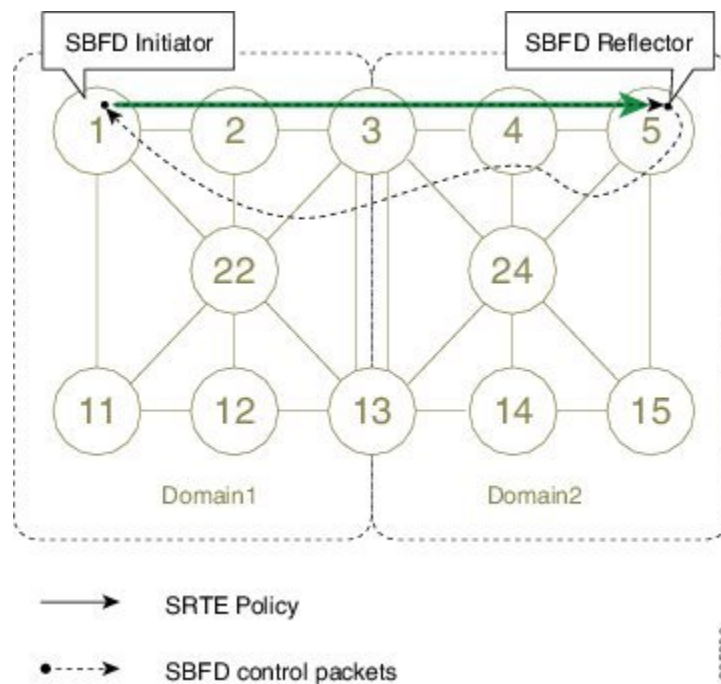 SBFD Initiator
SBFD Reflector
1
2
3
4
5
22
24
11
12
13
14
15
Domain1
Domain2
SRTE Policy
SBFD control packets